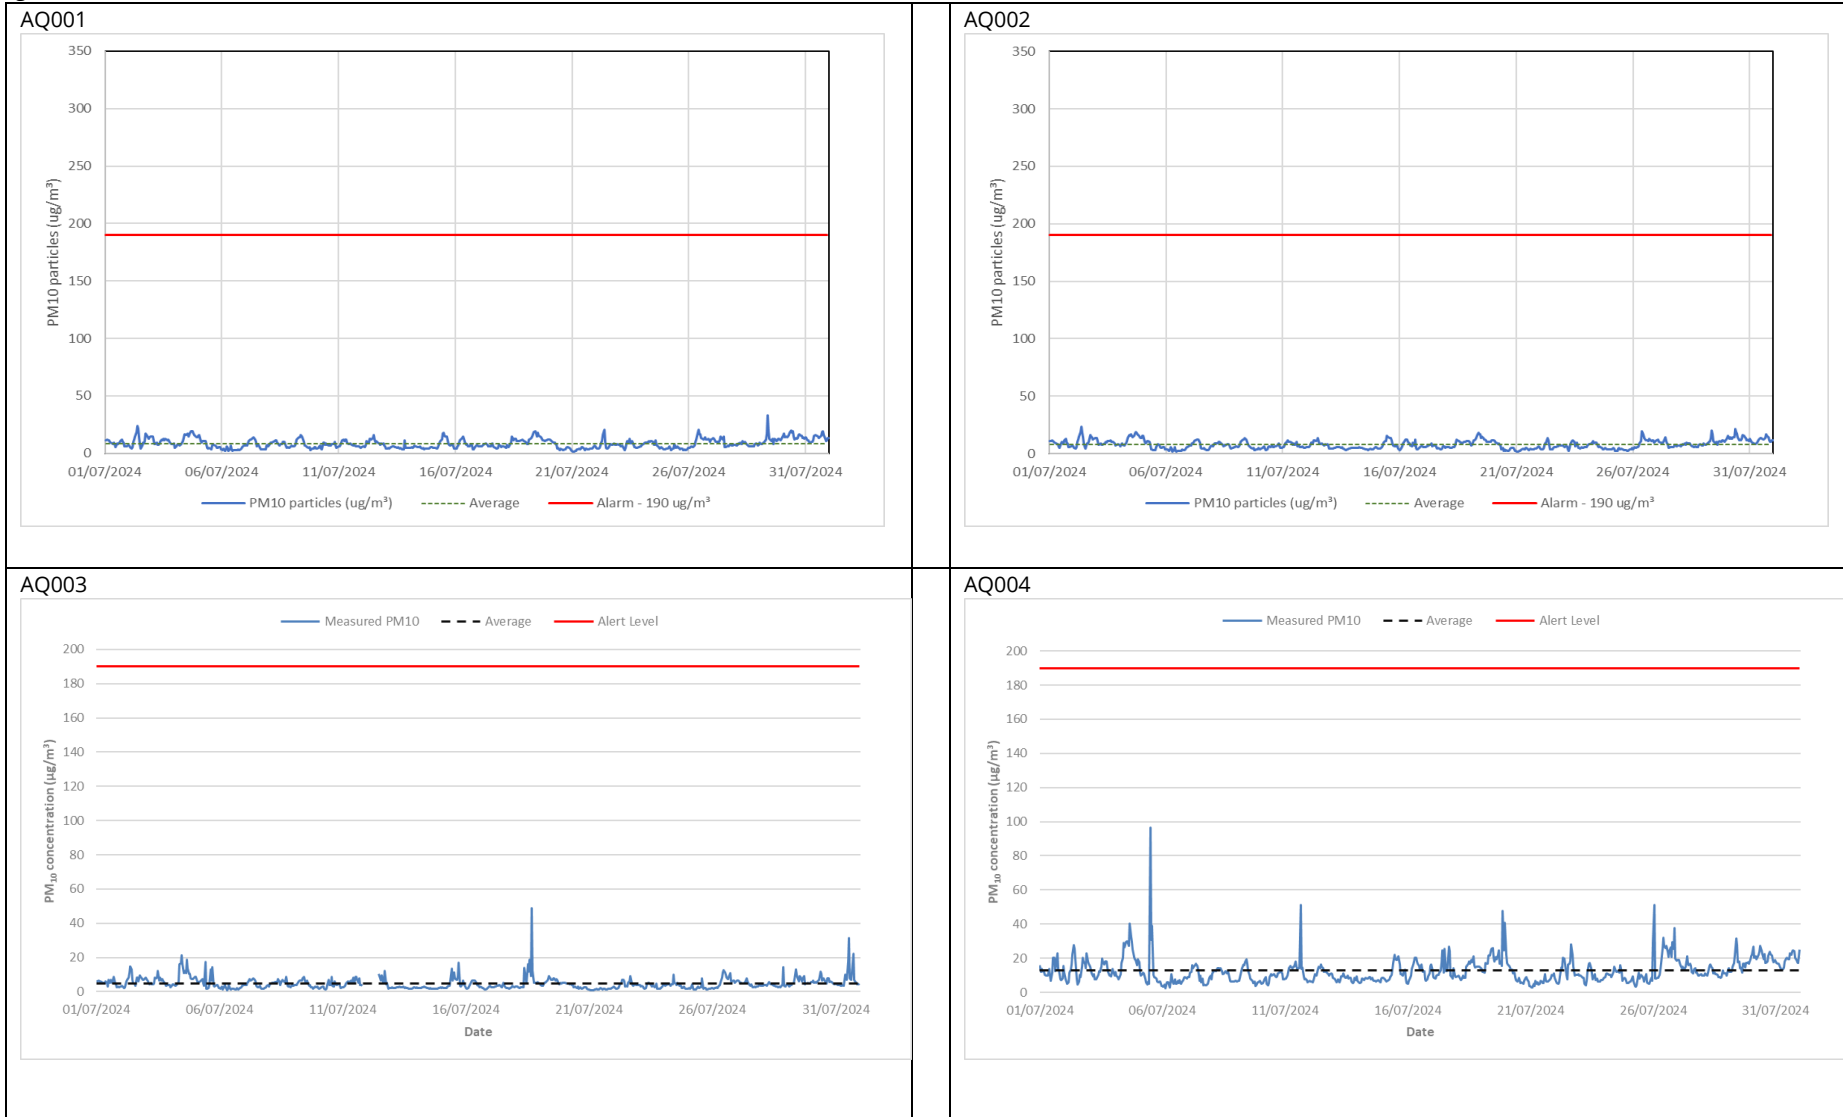 AQ001
350
300
250
200
150
100
50
0
PM10 particles (ug/m³)
01/07/2024 06/07/2024 11/07/2024 16/07/2024 21/07/2024 26/07/2024 31/07/2024
PM10 particles (ug/m³) Average Alarm - 190 ug/m³
AQ002
350
300
250
200
150
100
50
0
PM10 particles (ug/m³)
01/07/2024 06/07/2024 11/07/2024 16/07/2024 21/07/2024 26/07/2024 31/07/2024
PM10 particles (ug/m³) Average Alarm - 190 ug/m³
AQ003
Measured PM10 Average Alert Level
200
180
160
140
120
100
80
60
40
20
0
PM₁₀ concentration (µg/m³)
01/07/2024 06/07/2024 11/07/2024 16/07/2024 21/07/2024 26/07/2024 31/07/2024
Date
AQ004
Measured PM10 Average Alert Level
200
180
160
140
120
100
80
60
40
20
0
PM₁₀ concentration (µg/m³)
01/07/2024 06/07/2024 11/07/2024 16/07/2024 21/07/2024 26/07/2024 31/07/2024
Date